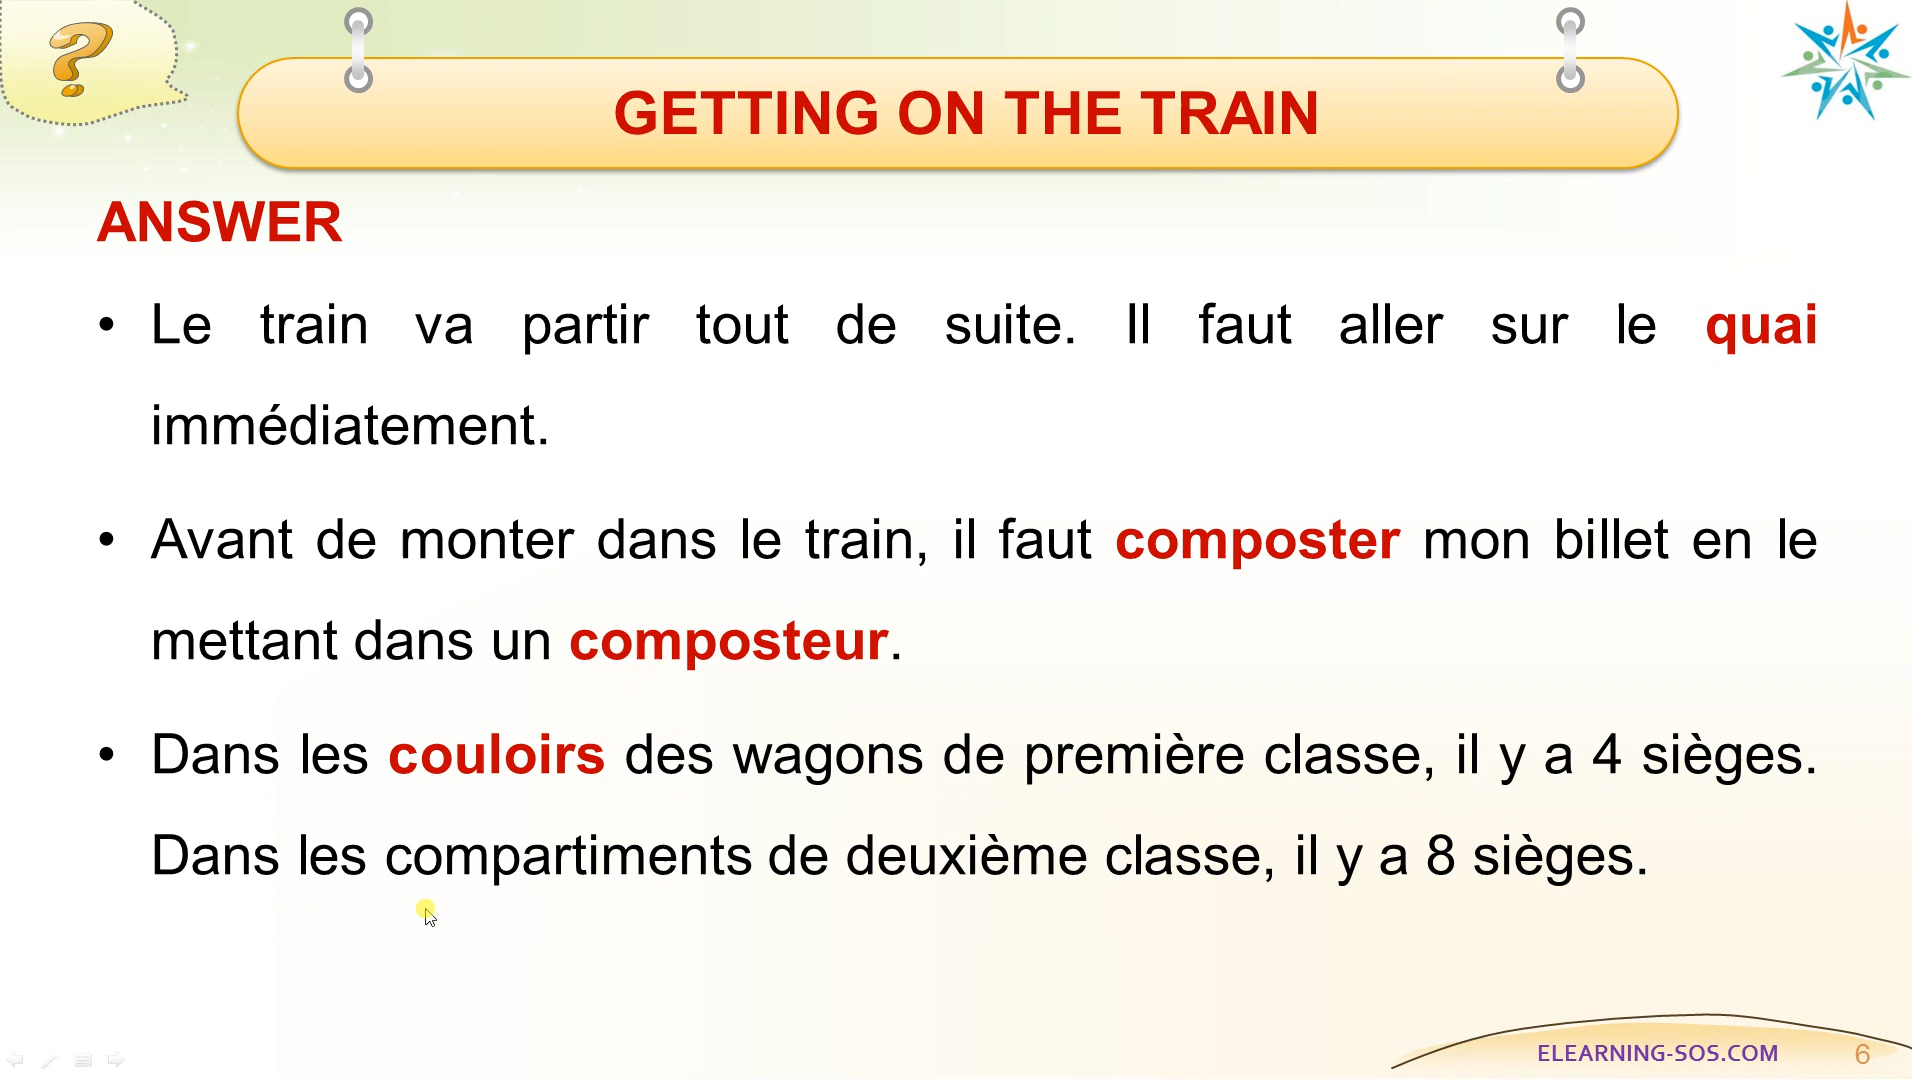 GETTING ON THE TRAIN
ANSWER
• Le train va partir tout de suite. Il faut aller sur le quai
immédiatement.
• Avant de monter dans le train, il faut composter mon billet en le
mettant dans un composteur.
• Dans les couloirs des wagons de première classe, il y a 4 sièges.
Dans les compartiments de deuxième classe, il y a 8 sièges.
ELEARNING-SOS.COM
6